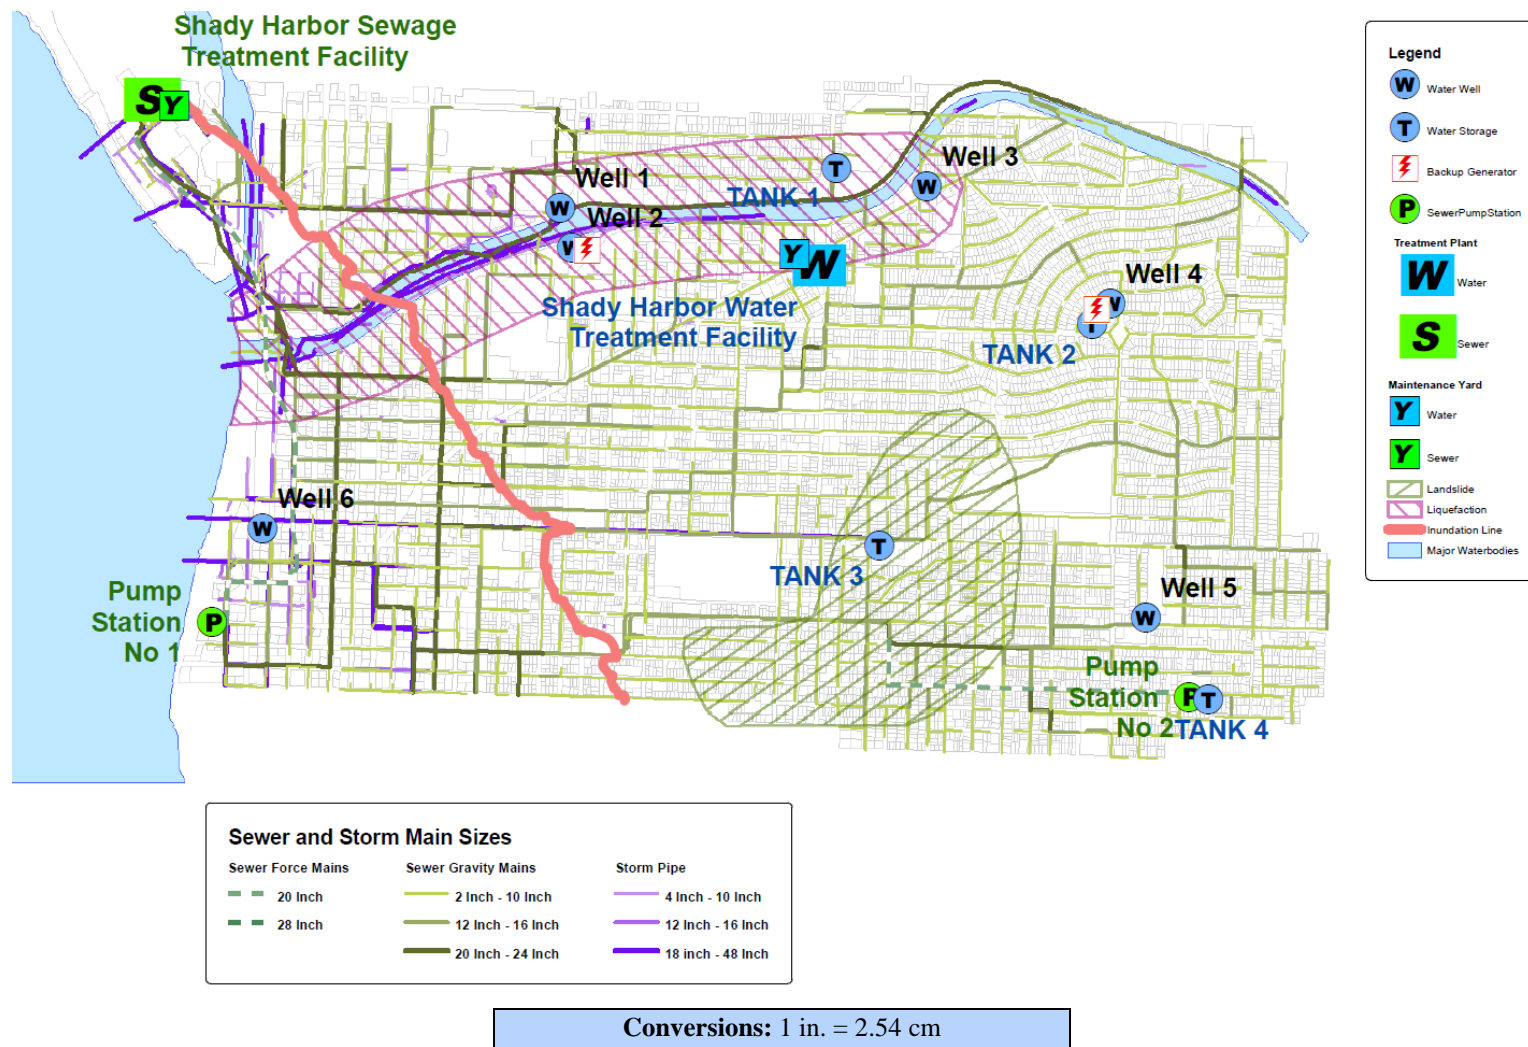 Shady Harbor Sewage
Treatment Facility
S
Y
Well 1
W
Well 2
W
TANK 1
T
Well 3
W
Y
W
Shady Harbor Water
Treatment Facility
Well 4
W
T
TANK 2
Well 6
W
T
TANK 3
Pump
Station
No 1
P
Well 5
W
Pump
Station
No 2
P
T
TANK 4
Legend
W Water Well
T Water Storage
Backup Generator
P SewerPumpStation
Treatment Plant
W Water
S Sewer
Maintenance Yard
Y Water
Y Sewer
Landslide
Liquefaction
Inundation Line
Major Waterbodies
Sewer and Storm Main Sizes
Sewer Force Mains
20 Inch
28 Inch
Sewer Gravity Mains
2 Inch - 10 Inch
12 Inch - 16 Inch
20 Inch - 24 Inch
Storm Pipe
4 Inch - 10 Inch
12 Inch - 16 Inch
18 inch - 48 Inch
Conversions: 1 in. = 2.54 cm